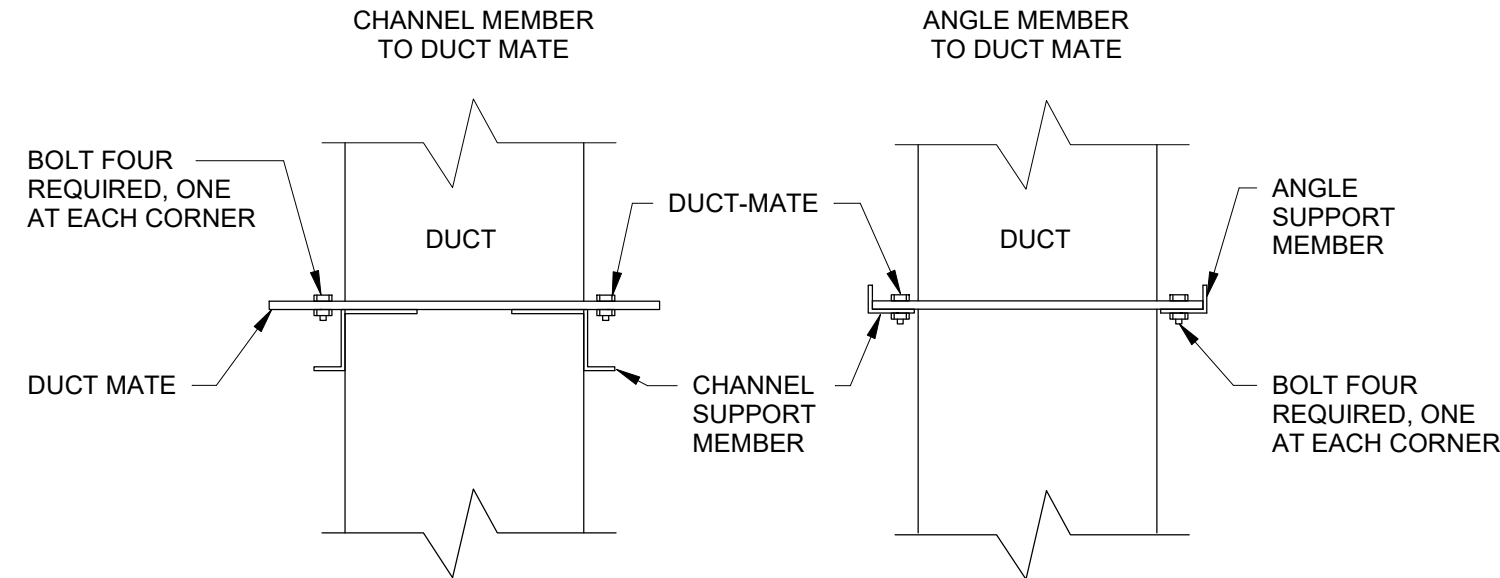 CHANNEL MEMBER
TO DUCT MATE
ANGLE MEMBER
TO DUCT MATE
BOLT FOUR
REQUIRED, ONE
AT EACH CORNER
DUCT
DUCT-MATE
DUCT
ANGLE
SUPPORT
MEMBER
DUCT MATE
CHANNEL
SUPPORT
MEMBER
BOLT FOUR
REQUIRED, ONE
AT EACH CORNER